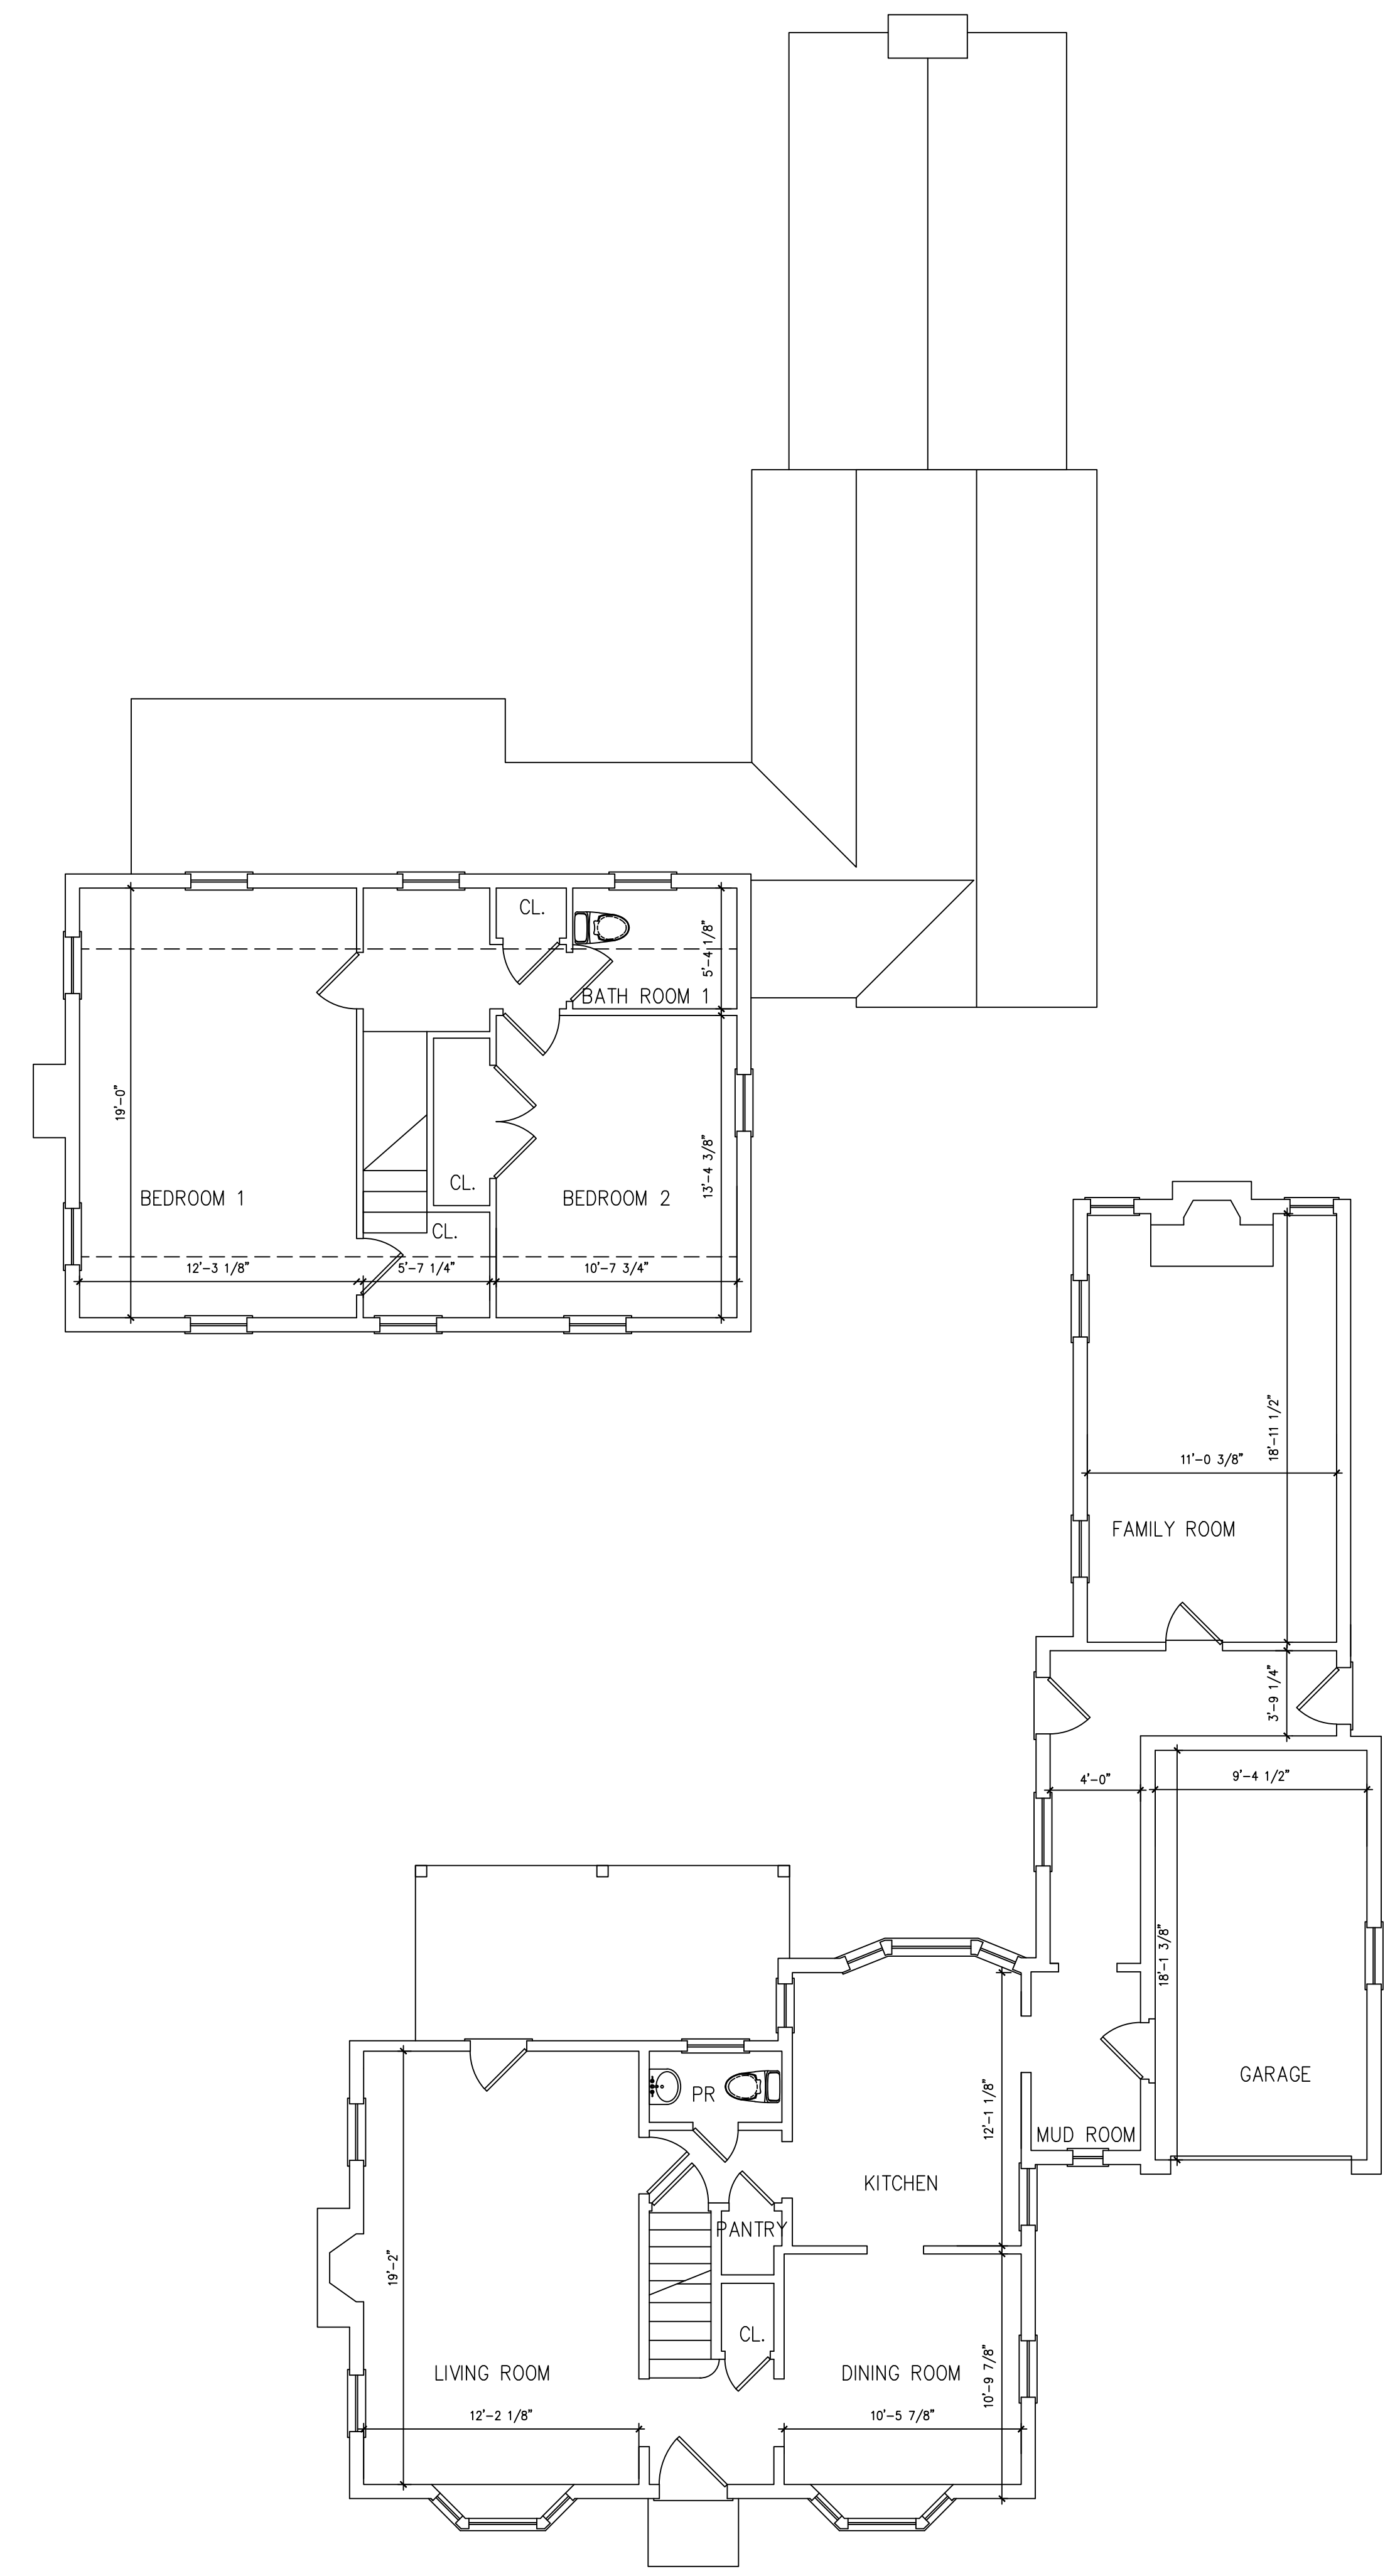 CL.
5'-4 1/8"
BATH ROOM 1
19'-0"
13'-4 3/8"
CL.
BEDROOM 1
BEDROOM 2
CL.
12'-3 1/8"
5'-7 1/4"
10'-7 3/4"
18'-11 1/2"
11'-0 3/8"
FAMILY ROOM
3'-9 1/4"
4'-0"
9'-4 1/2"
18'-1 3/8"
GARAGE
PR
12'-1 1/8"
MUD ROOM
KITCHEN
PANTRY
19'-2"
CL.
LIVING ROOM
DINING ROOM
10'-9 7/8"
12'-2 1/8"
10'-5 7/8"